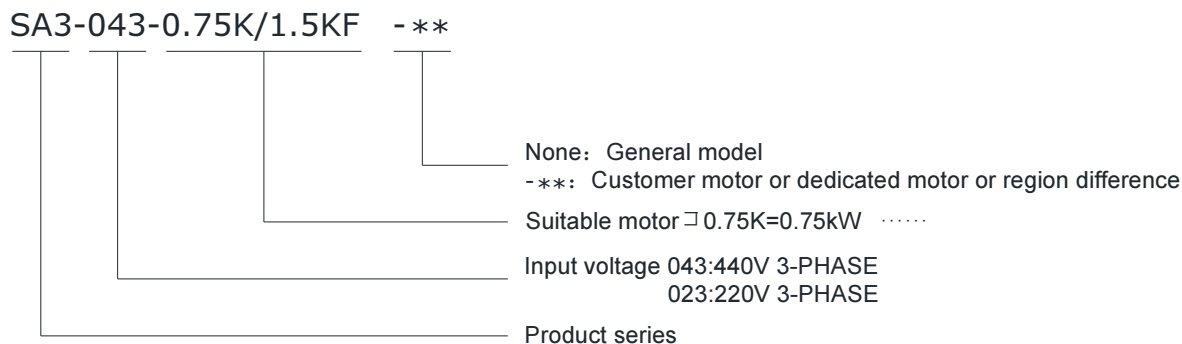 SA3-043-0.75K/1.5KF -**
None：General model
-**：Customer motor or dedicated motor or region difference
Suitable motor コ 0.75K=0.75kW ······
Input voltage 043:440V 3-PHASE
023:220V 3-PHASE
Product series